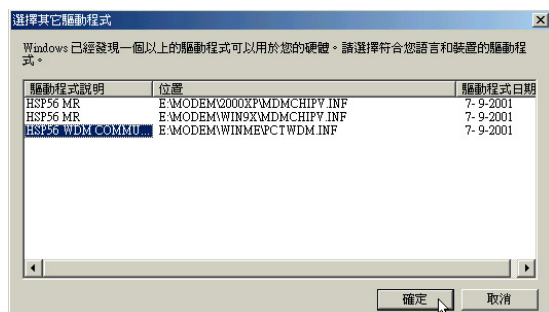 選擇其它驅動程式
Windows 已經發現一個以上的驅動程式可以用於您的硬體。請選擇符合您語言和裝置的驅動程
式。
驅動程式說明 位置 驅動程式日期
HSP56 MR E:\MODEM\2000XP\MDMCHIPV.INF 7- 9-2001
HSP56 MR E:\MODEM\WIN9X\MDMCHIPV.INF 7- 9-2001
HSP56 WDM COMMU... E:\MODEM\WINME\PCTWDM.INF 7- 9-2001
確定 取消